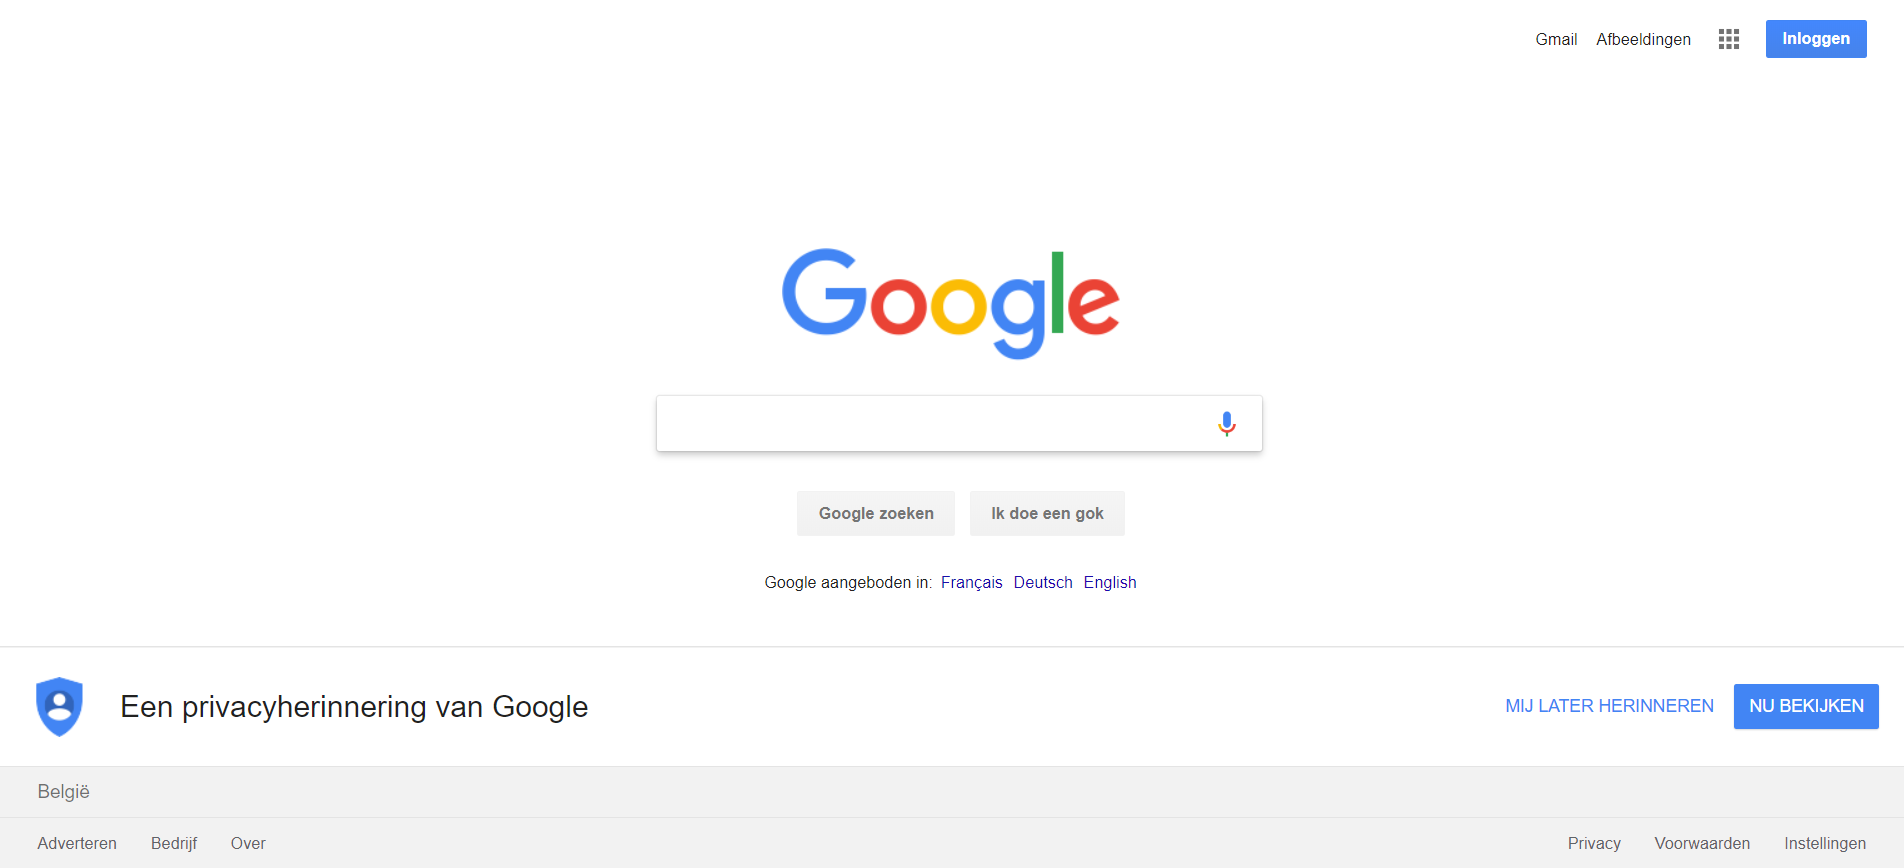 Gmail Afbeeldingen Inloggen
Google
Google zoeken Ik doe een gok
Google aangeboden in: Français Deutsch English
Een privacyherinnering van Google MIJ LATER HERINNEREN NU BEKIJKEN
België
Adverteren Bedrijf Over Privacy Voorwaarden Instellingen